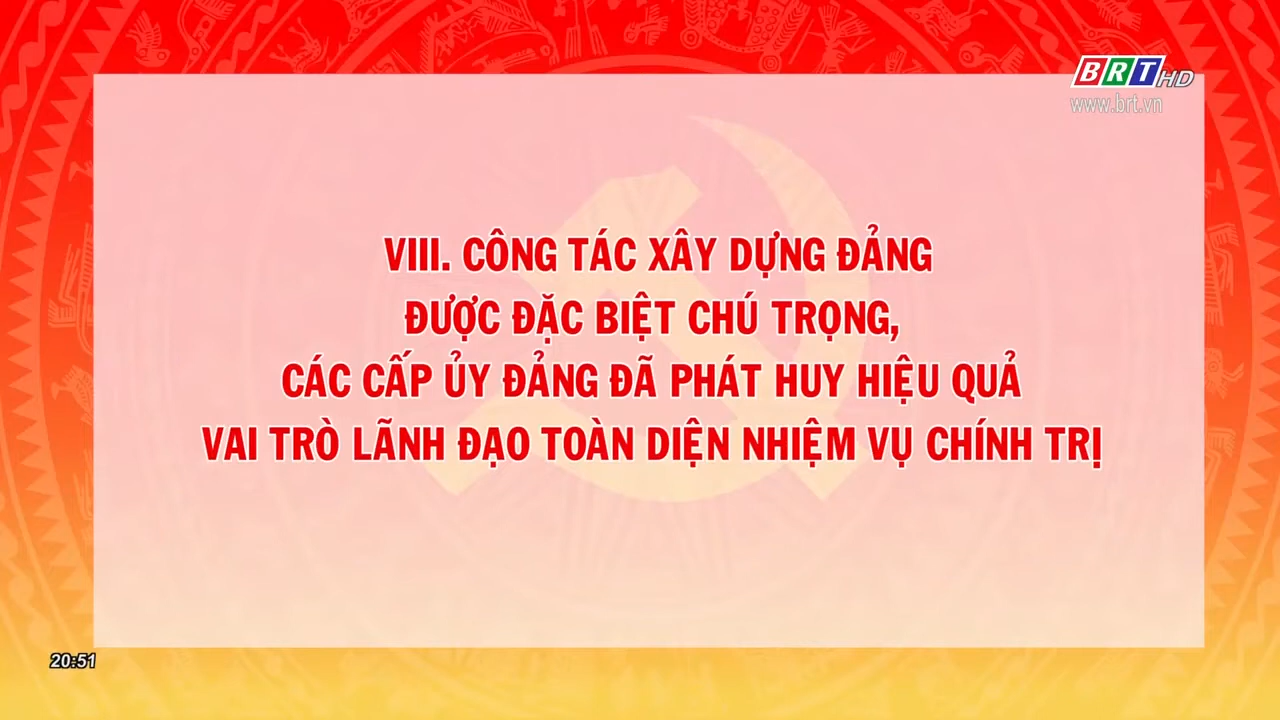 BRT HD
www.brt.vn
VIII. CÔNG TÁC XÂY DỰNG ĐẢNG
ĐƯỢC ĐẶC BIỆT CHÚ TRỌNG,
CÁC CẤP ỦY ĐẢNG ĐÃ PHÁT HUY HIỆU QUẢ
VAI TRÒ LÃNH ĐẠO TOÀN DIỆN NHIỆM VỤ CHÍNH TRỊ
20:51